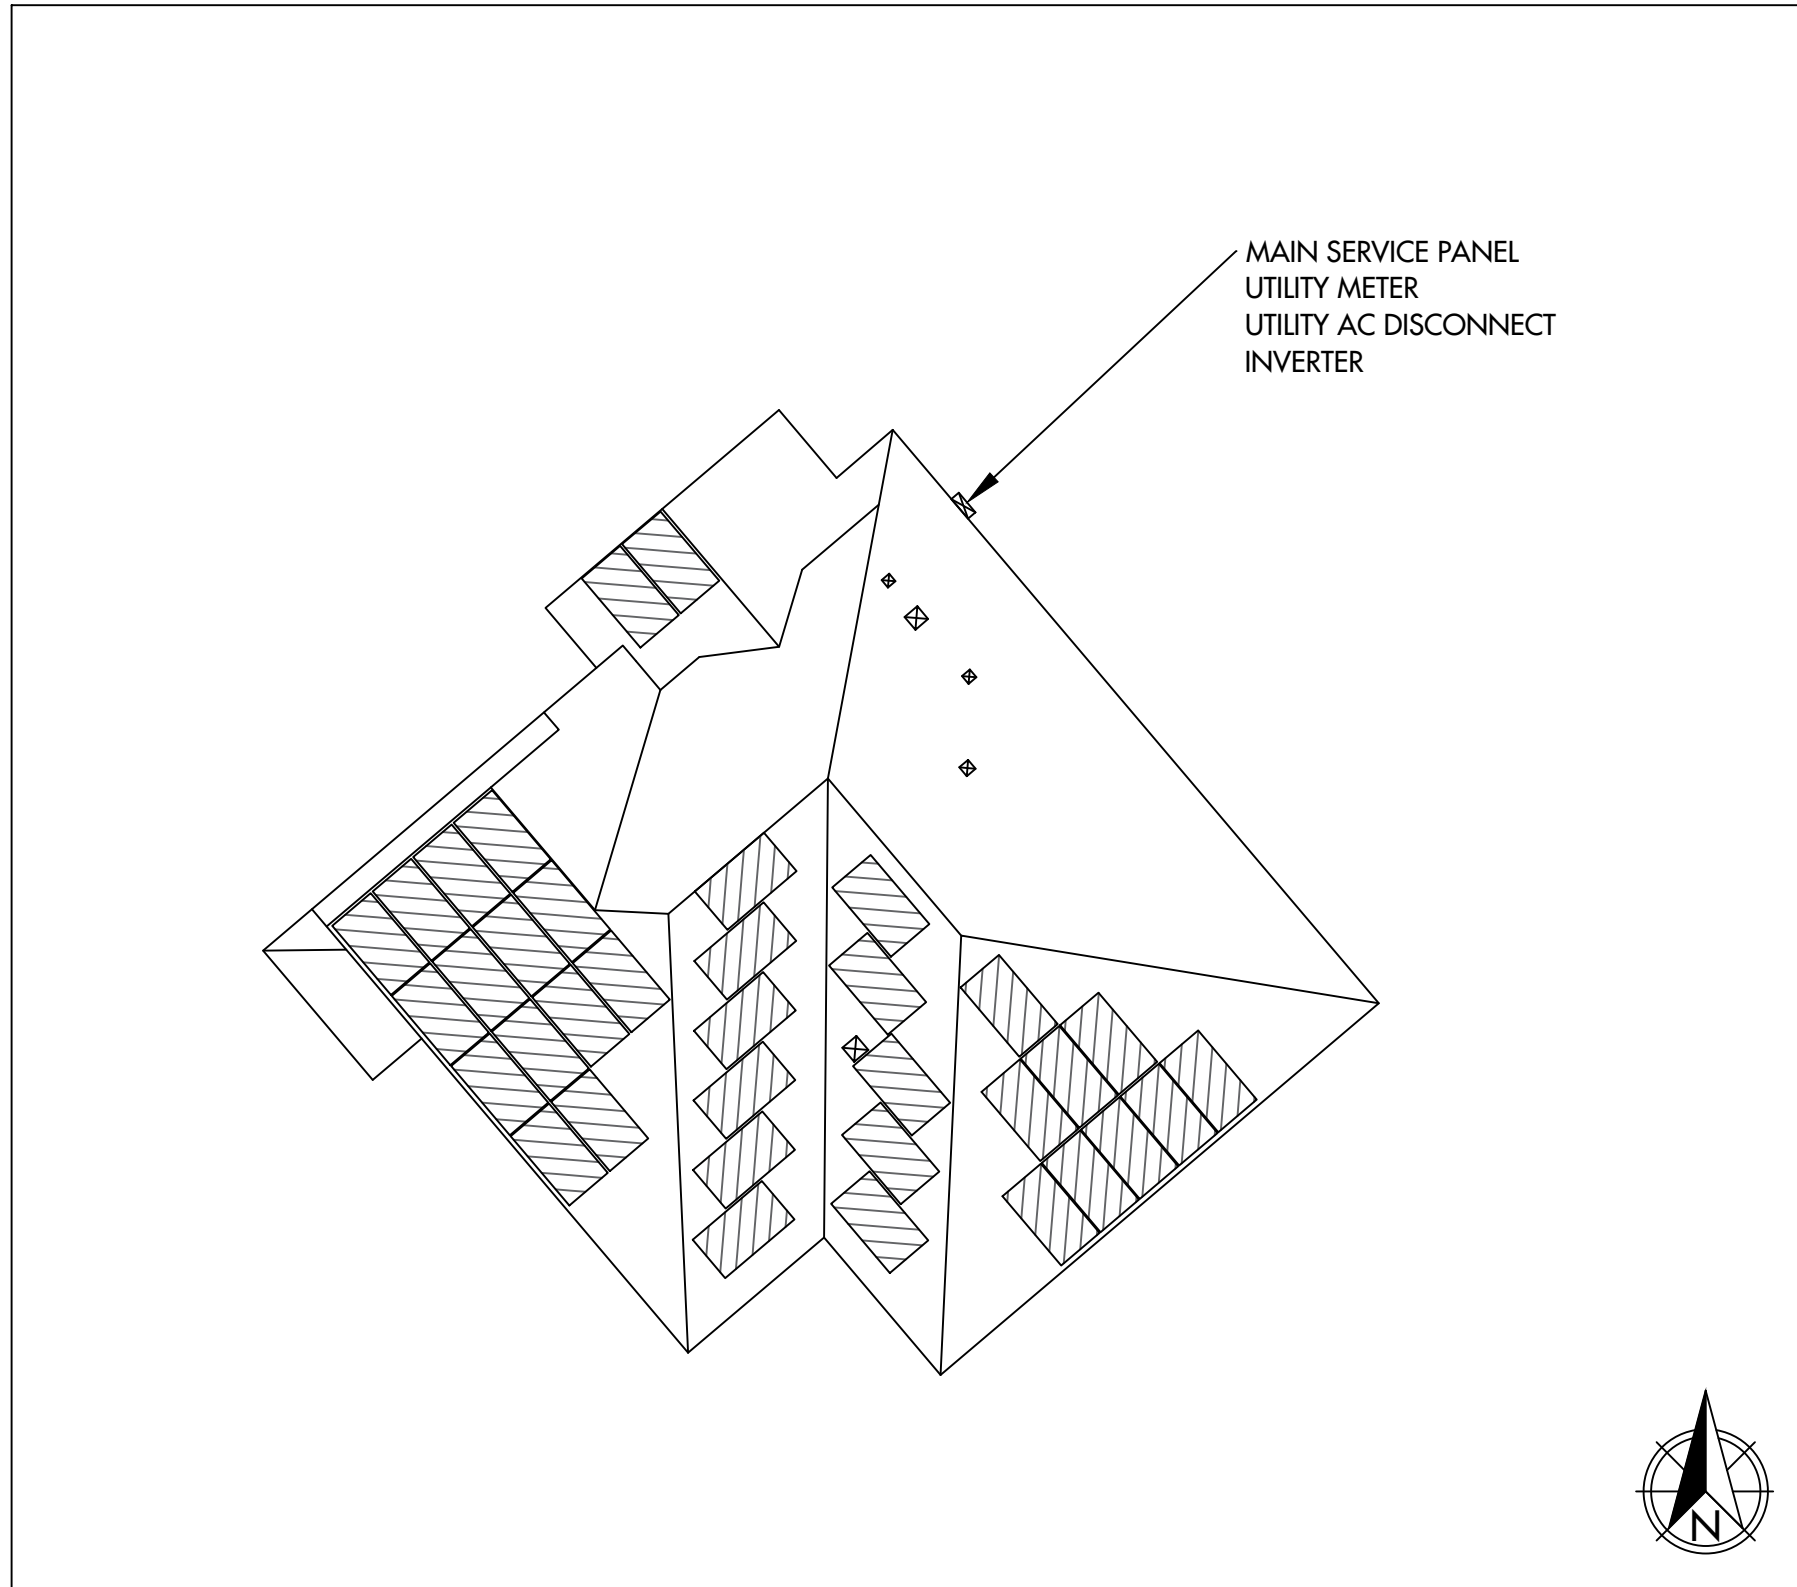 MAIN SERVICE PANEL
UTILITY METER
UTILITY AC DISCONNECT
INVERTER
N